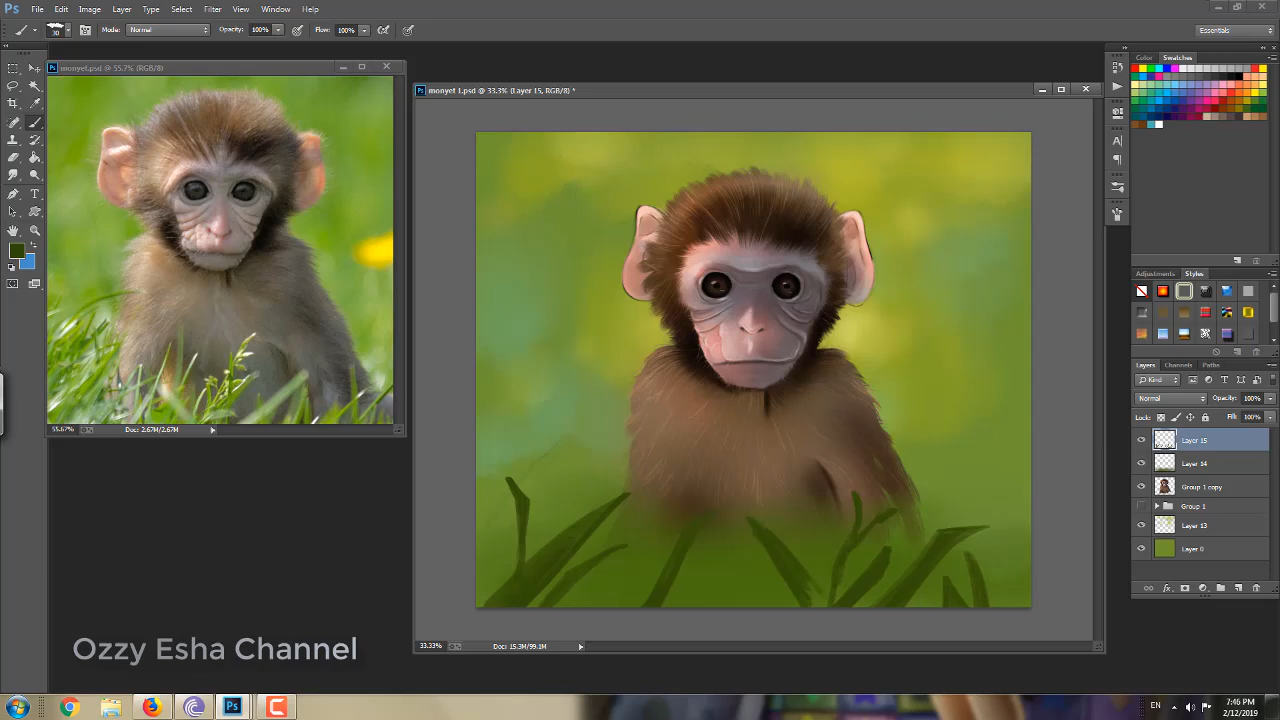 Ps File Edit Image Layer Type Select Filter View Window Help
30 Mode: Normal Opacity: 100% Flow: 100% Essentials
Ps monyet.psd @ 55.7% (RGB/8)
Ps monyet 1.psd @ 33.3% (Layer 15, RGB/8) *
Color Swatches
Adjustments Styles
Layers Channels Paths
Kind
Normal Opacity: 100%
Lock: Fill: 100%
Layer 15
Layer 14
Group 1 copy
Group 1
Layer 13
Layer 0
55.67% Doc: 2.67M/2.67M
33.33% Doc: 15.3M/99.1M
Ozzy Esha Channel
Ps EN 7:46 PM
2/12/2019